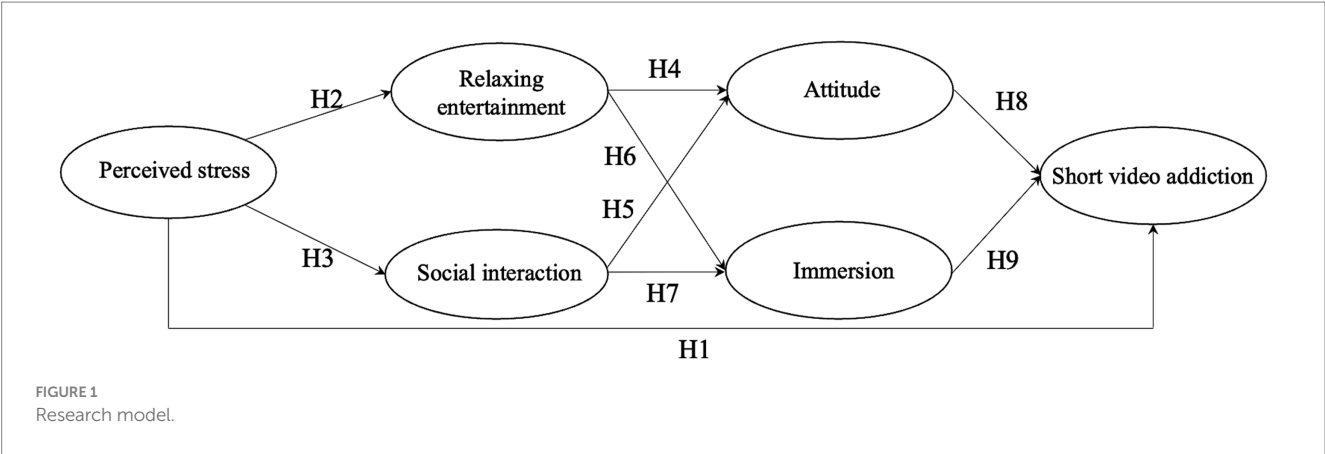 Relaxing
entertainment
H4
Attitude
H2
H8
H6
Perceived stress
Short video addiction
H5
H3
Social interaction
H7
Immersion
H9
H1
FIGURE 1
Research model.